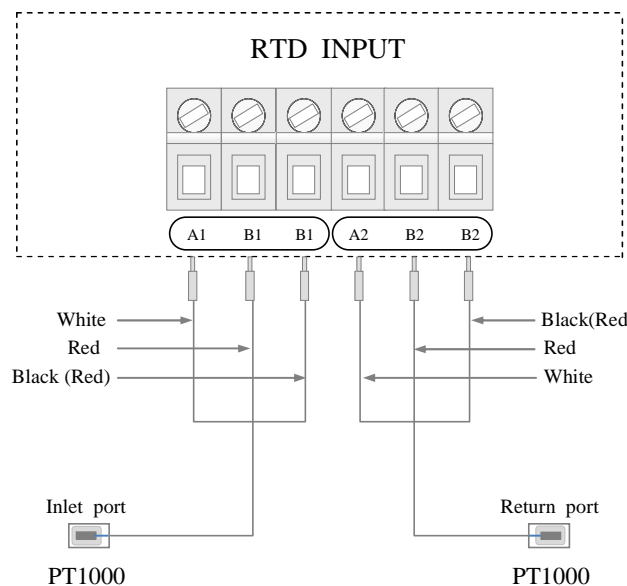 RTD INPUT
A1 B1 B1 A2 B2 B2
White
Red
Black (Red)
Black(Red
Red
White
Inlet port
PT1000
Return port
PT1000